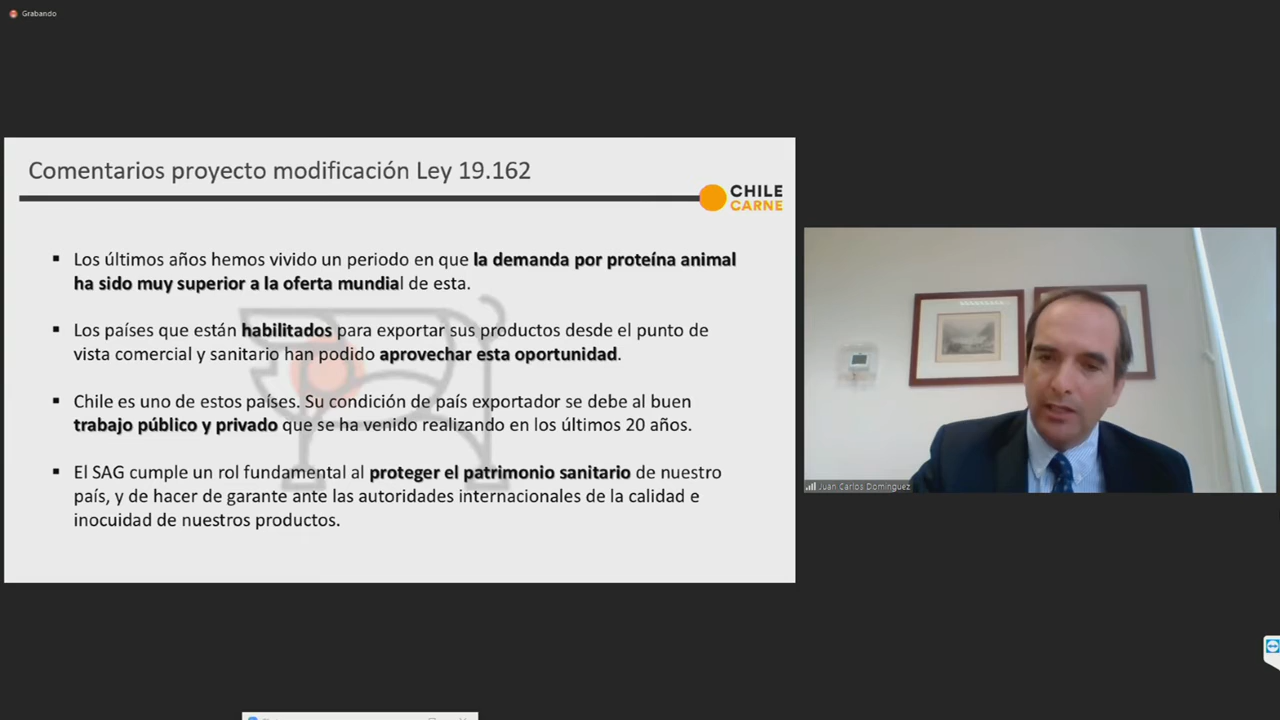 Grabando
Comentarios proyecto modificación Ley 19.162
CHILE
CARNE
▪ Los últimos años hemos vivido un periodo en que la demanda por proteína animal
ha sido muy superior a la oferta mundial de esta.
▪ Los países que están habilitados para exportar sus productos desde el punto de
vista comercial y sanitario han podido aprovechar esta oportunidad.
▪ Chile es uno de estos países. Su condición de país exportador se debe al buen
trabajo público y privado que se ha venido realizando en los últimos 20 años.
▪ El SAG cumple un rol fundamental al proteger el patrimonio sanitario de nuestro
país, y de hacer de garante ante las autoridades internacionales de la calidad e
inocuidad de nuestros productos.
Juan Carlos Domínguez